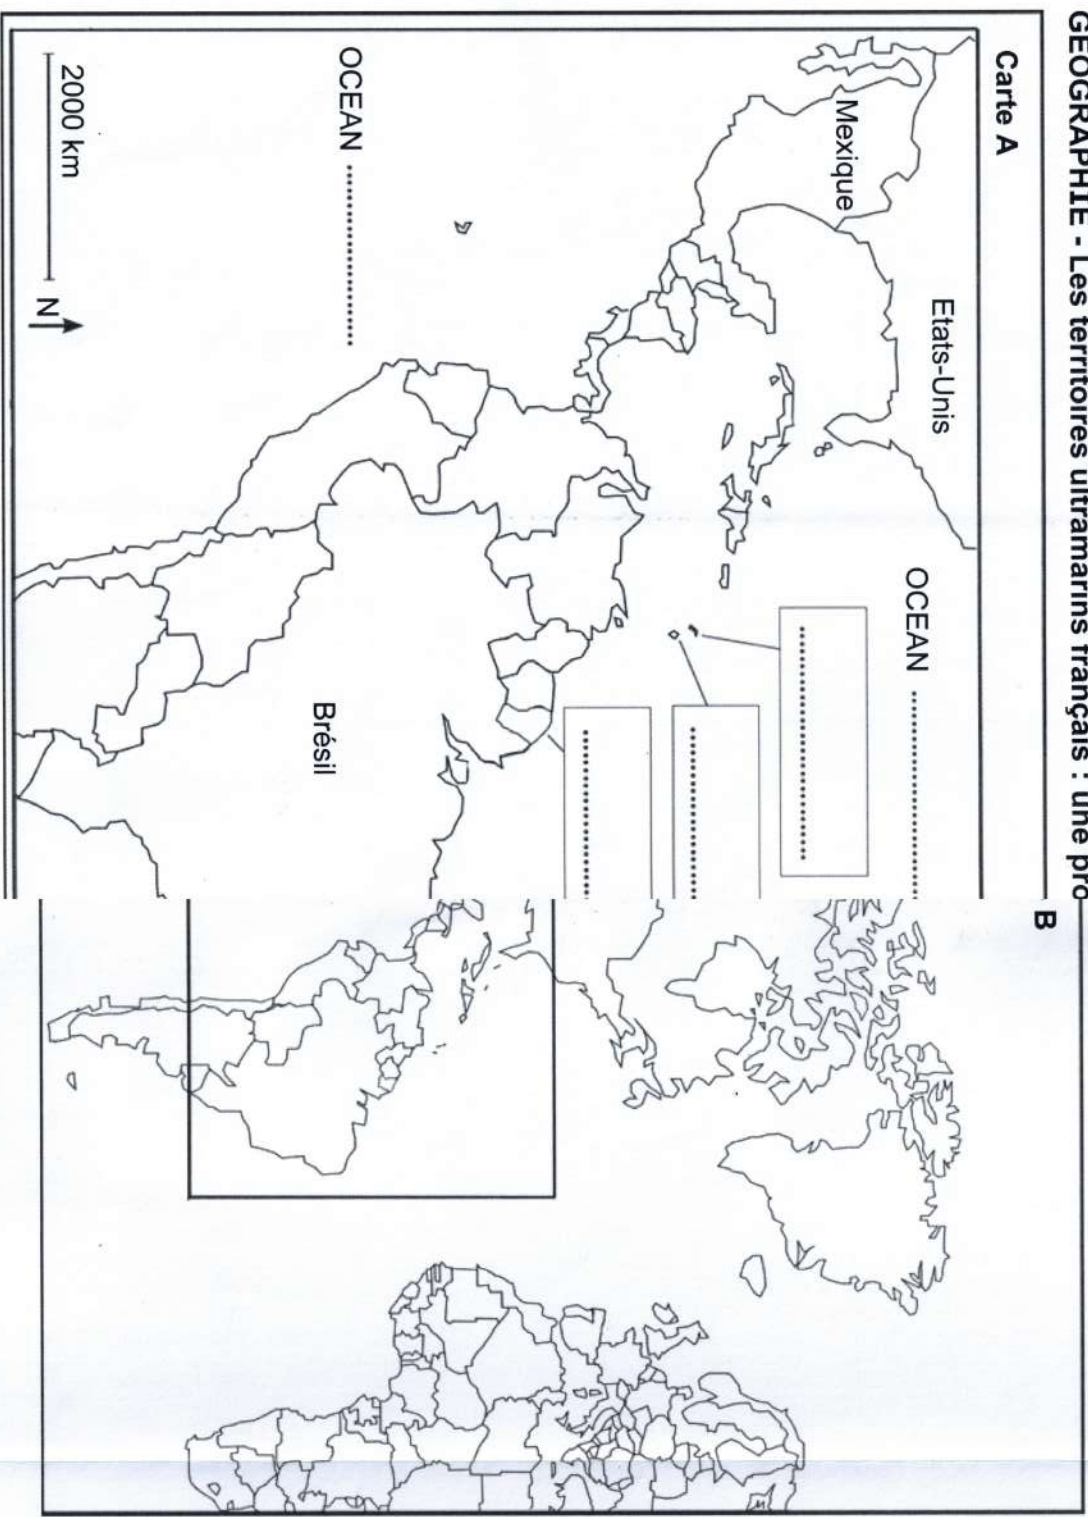 GEOGRAPHIE - Les territoires ultramarins français : une pro
Carte A
Etats-Unis
Mexique
OCEAN ....................
OCEAN ....................
....................
....................
....................
Brésil
2000 km
N
B